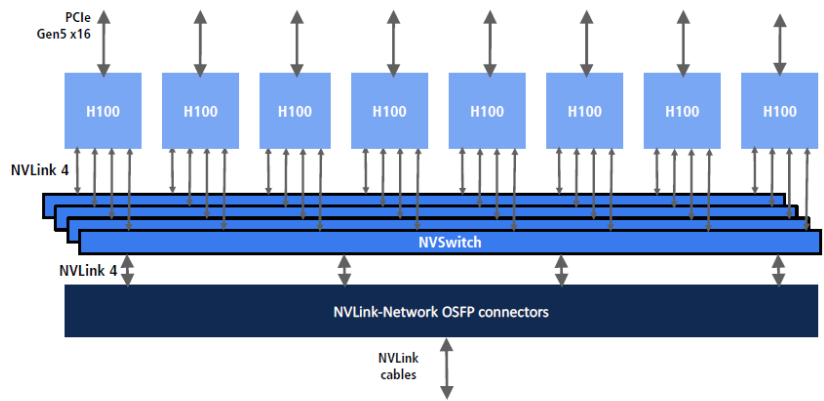 PCIe
Gen5 x16
H100 H100 H100 H100 H100 H100 H100 H100
NVLink 4
NVSwitch
NVLink 4
NVLink-Network OSFP connectors
NVLink
cables